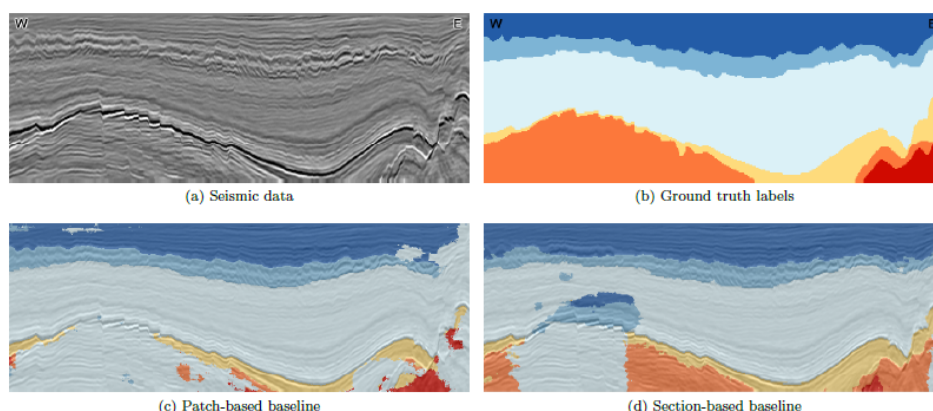 W E
W E
(a) Seismic data
(b) Ground truth labels
(c) Patch-based baseline
(d) Section-based baseline